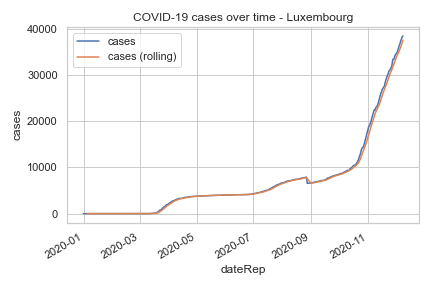 COVID-19 cases over time - Luxembourg
cases
cases (rolling)
40000
30000
20000
10000
0
cases
2020-01
2020-03
2020-05
2020-07
2020-09
2020-11
dateRep